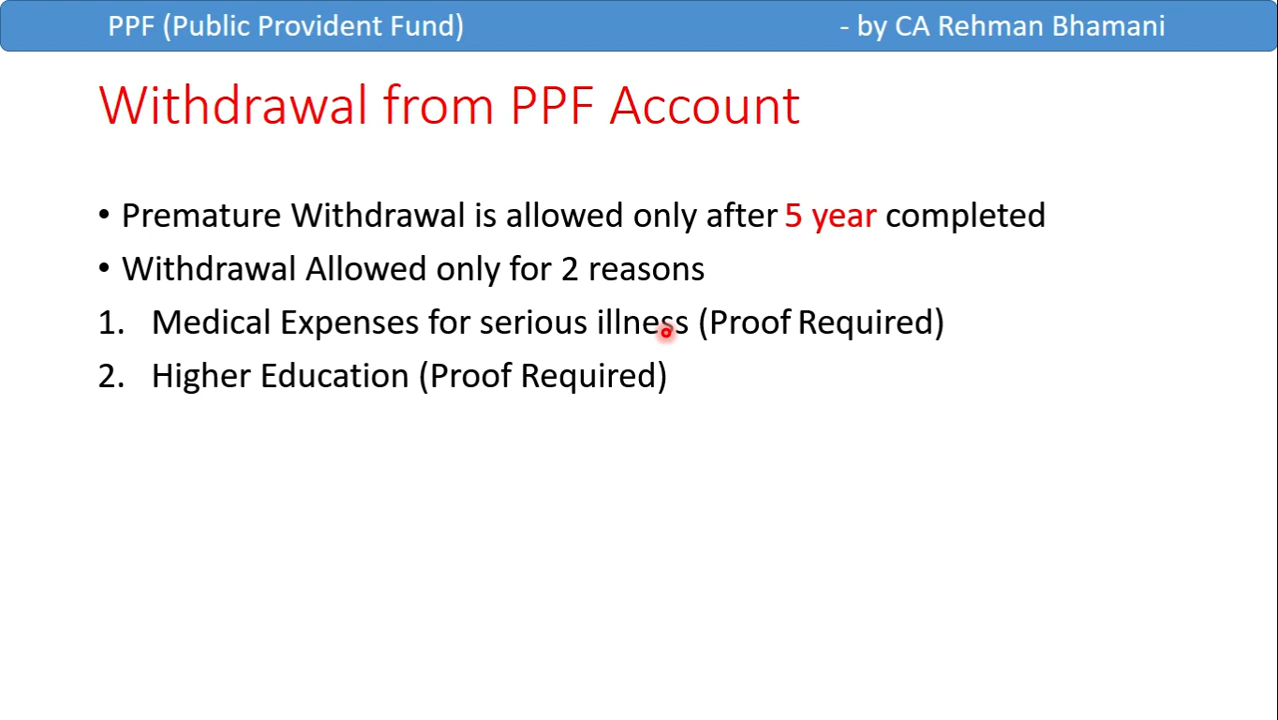 PPF (Public Provident Fund) - by CA Rehman Bhamani
Withdrawal from PPF Account
• Premature Withdrawal is allowed only after 5 year completed
• Withdrawal Allowed only for 2 reasons
1. Medical Expenses for serious illness (Proof Required)
2. Higher Education (Proof Required)